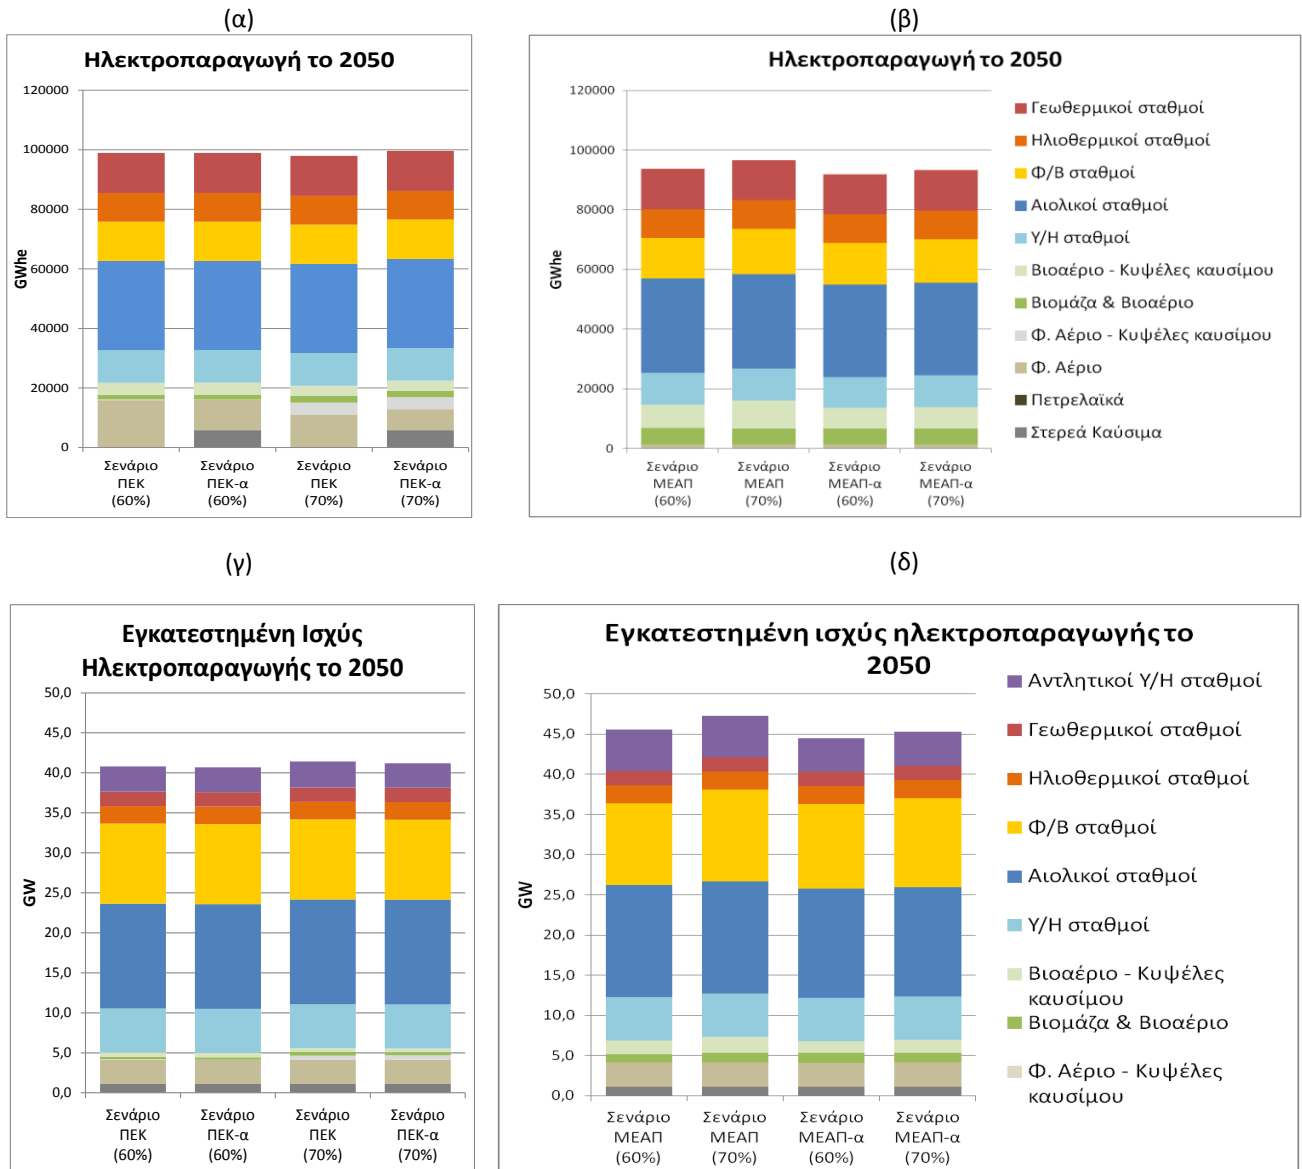 (α)
Ηλεκτροπαραγωγή το 2050
120000
100000
80000
60000
40000
20000
0
GWhe
Σενάριο ΠΕΚ (60%)
Σενάριο ΠΕΚ-α (60%)
Σενάριο ΠΕΚ (70%)
Σενάριο ΠΕΚ-α (70%)
(β)
Ηλεκτροπαραγωγή το 2050
120000
100000
80000
60000
40000
20000
0
GWhe
Σενάριο ΜΕΑΠ (60%)
Σενάριο ΜΕΑΠ (70%)
Σενάριο ΜΕΑΠ-α (60%)
Σενάριο ΜΕΑΠ-α (70%)
Γεωθερμικοί σταθμοί
Ηλιοθερμικοί σταθμοί
Φ/Β σταθμοί
Αιολικοί σταθμοί
Υ/Η σταθμοί
Βιοαέριο - Κυψέλες καυσίμου
Βιομάζα & Βιοαέριο
Φ. Αέριο - Κυψέλες καυσίμου
Φ. Αέριο
Πετρελαϊκά
Στερεά Καύσιμα
(γ)
Εγκατεστημένη Ισχύς
Ηλεκτροπαραγωγής το 2050
50,0
45,0
40,0
35,0
30,0
25,0
20,0
15,0
10,0
5,0
0,0
GW
Σενάριο ΠΕΚ (60%)
Σενάριο ΠΕΚ-α (60%)
Σενάριο ΠΕΚ (70%)
Σενάριο ΠΕΚ-α (70%)
(δ)
Εγκατεστημένη ισχύς ηλεκτροπαραγωγής το
2050
50,0
45,0
40,0
35,0
30,0
25,0
20,0
15,0
10,0
5,0
0,0
GW
Σενάριο ΜΕΑΠ (60%)
Σενάριο ΜΕΑΠ (70%)
Σενάριο ΜΕΑΠ-α (60%)
Σενάριο ΜΕΑΠ-α (70%)
Αντλητικοί Υ/Η σταθμοί
Γεωθερμικοί σταθμοί
Ηλιοθερμικοί σταθμοί
Φ/Β σταθμοί
Αιολικοί σταθμοί
Υ/Η σταθμοί
Βιοαέριο - Κυψέλες
καυσίμου
Βιομάζα & Βιοαέριο
Φ. Αέριο - Κυψέλες
καυσίμου